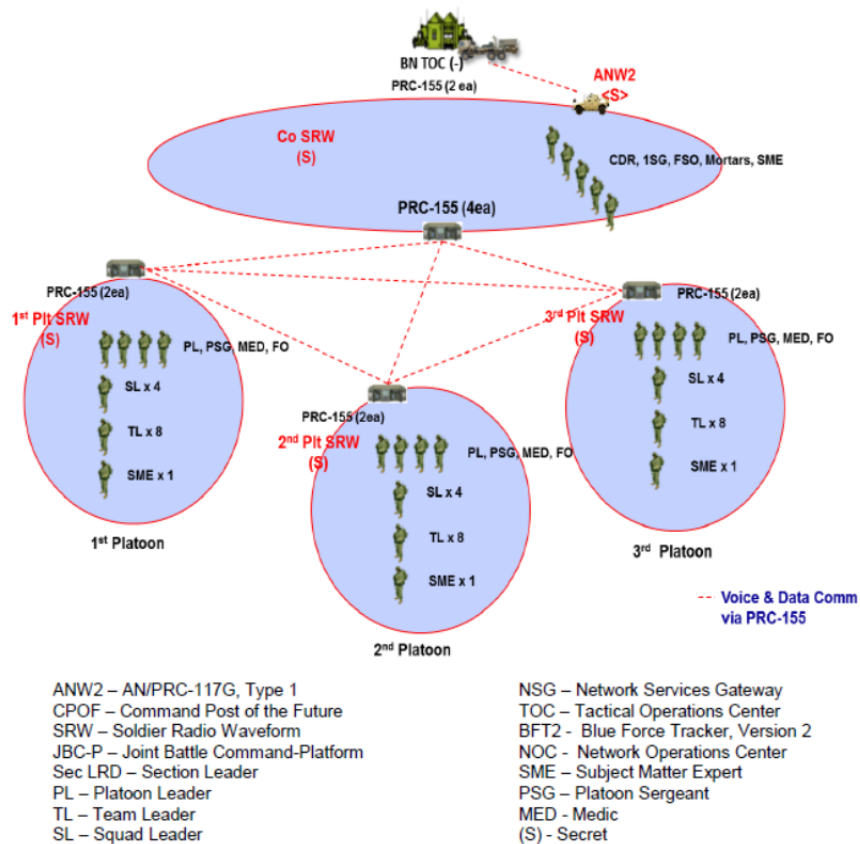 BN TOC (-)
PRC-155 (2 ea)
ANW2
<S>
Co SRW
(S)
CDR, 1SG, FSO, Mortars, SME
PRC-155 (4ea)
PRC-155 (2ea)
1st Plt SRW
(S)
PL, PSG, MED, FO
SL x 4
TL x 8
SME x 1
1st Platoon
PRC-155 (2ea)
2nd Plt SRW
(S)
PL, PSG, MED, FO
SL x 4
TL x 8
SME x 1
2nd Platoon
PRC-155 (2ea)
3rd Plt SRW
(S)
PL, PSG, MED, FO
SL x 4
TL x 8
SME x 1
3rd Platoon
-- Voice & Data Comm
via PRC-155
ANW2 – AN/PRC-117G, Type 1
CPOF – Command Post of the Future
SRW – Soldier Radio Waveform
JBC-P – Joint Battle Command-Platform
Sec LRD – Section Leader
PL – Platoon Leader
TL – Team Leader
SL – Squad Leader
NSG – Network Services Gateway
TOC – Tactical Operations Center
BFT2 - Blue Force Tracker, Version 2
NOC - Network Operations Center
SME – Subject Matter Expert
PSG – Platoon Sergeant
MED - Medic
(S) - Secret